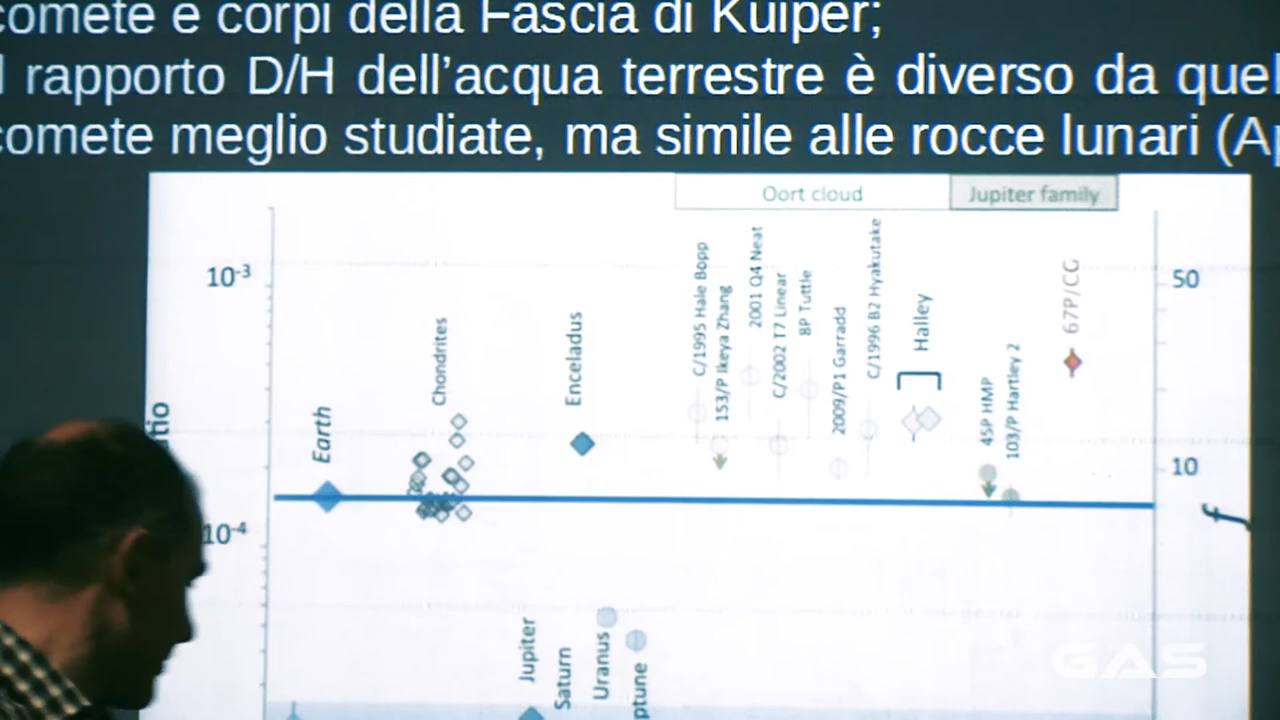 comete e corpi della Fascia di Kuiper;
rapporto D/H dell'acqua terrestre è diverso da
comete meglio studiate, ma simile alle rocce lunari
Oort cloud
Jupiter family
10-3
50
Earth
Chondrites
Enceladus
C/1995 Hale Bopp
153/P Ikeya Zhang
2001 Q4 Neat
C/2002 T7 Linear
8P Tuttle
2009/P1 Garradd
C/1996 B2 Hyakutake
Halley
45P HMP
103/P Hartley 2
67P/CG
10
10-4
f
Jupiter
Saturn
Uranus
ptune
GAS